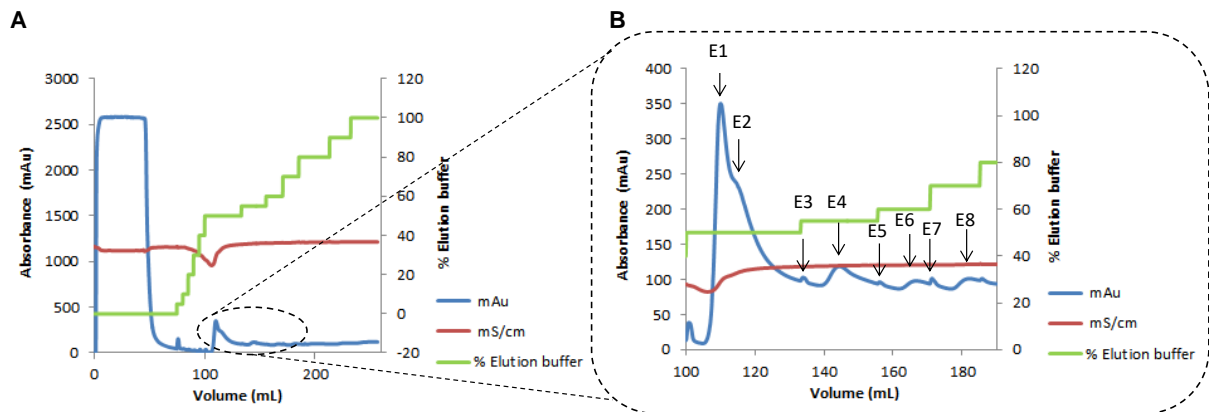 A
3000
2500
2000
1500
1000
500
0
Absorbance (mAu)
0
100
200
Volume (mL)
120
100
80
60
40
20
0
-20
% Elution buffer
mAu
mS/cm
% Elution buffer
B
400
350
300
250
200
150
100
50
0
Absorbance (mAu)
100
120
140
160
180
Volume (mL)
120
100
80
60
40
20
0
% Elution buffer
E1
E2
E3
E4
E5
E6
E7
E8
mAu
mS/cm
% Elution buffer